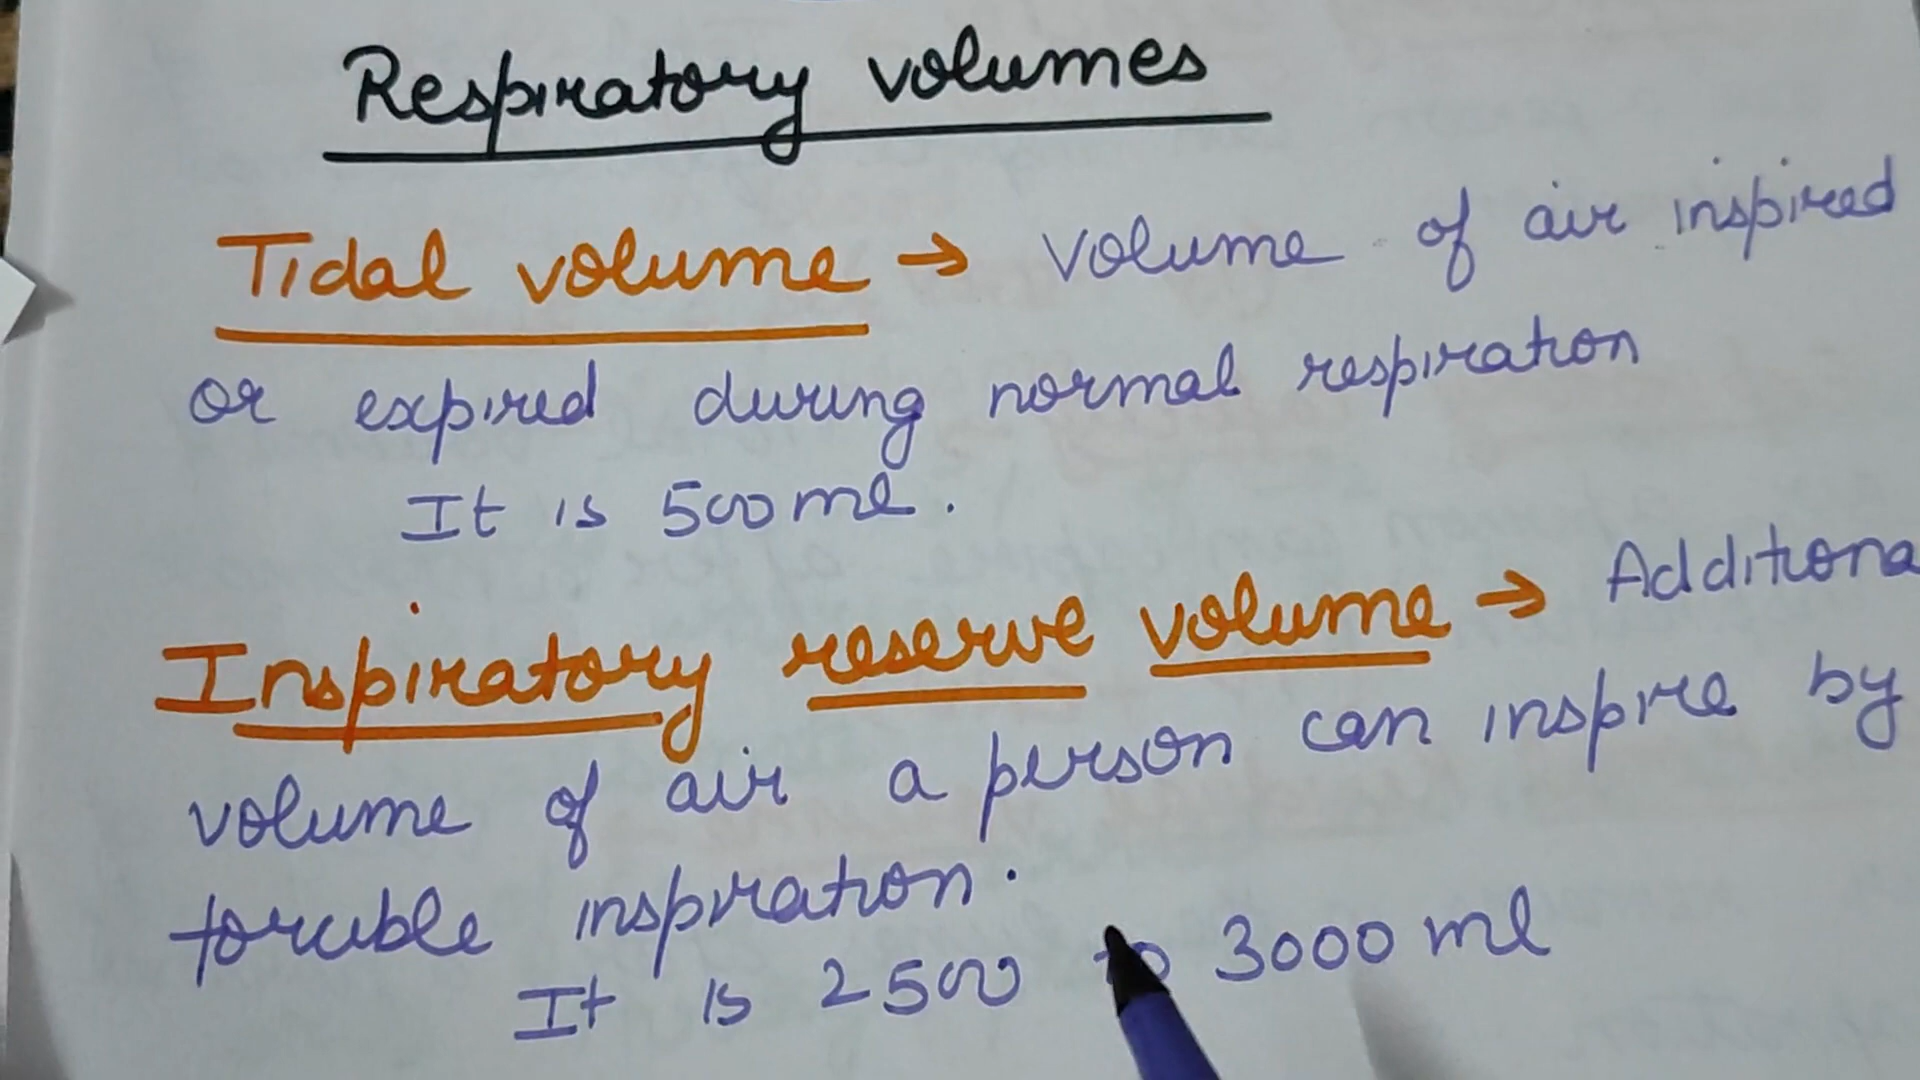 Respiratory volumes
Tidal volume → Volume of air inspired
or expired during normal respiration
It is 500ml.
Inspiratory reserve volume → Additiona
volume of air a person can inspire by
forcible inspiration.
It is 2500 to 3000 ml